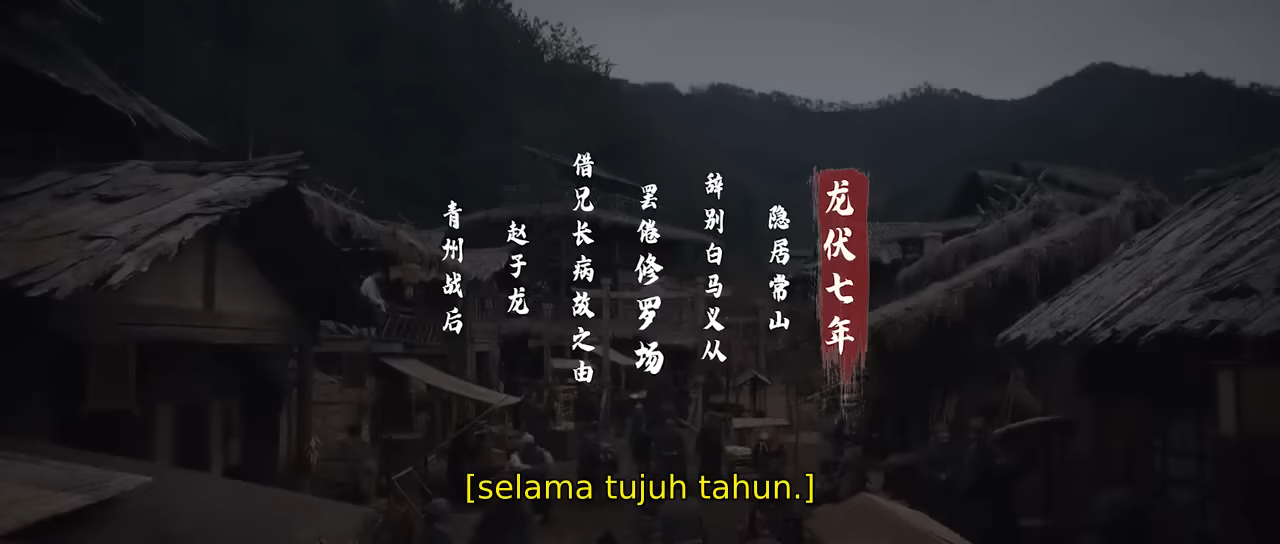 青州战后
赵子龙
借兄长病故之由
罢倦修罗场
辞别白马义从
隐居常山
龙伏七年
[selama tujuh tahun.]